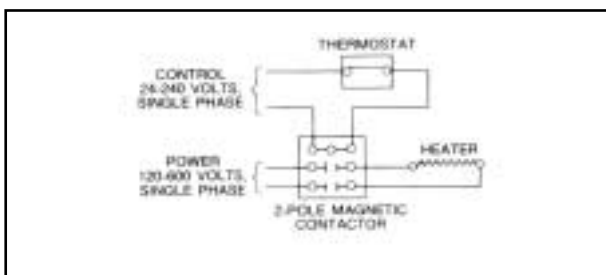 THERMOSTAT
CONTROL
24-240 VOLTS,
SINGLE PHASE
HEATER
POWER
120-600 VOLTS,
SINGLE PHASE
2-POLE MAGNETIC
CONTACTOR